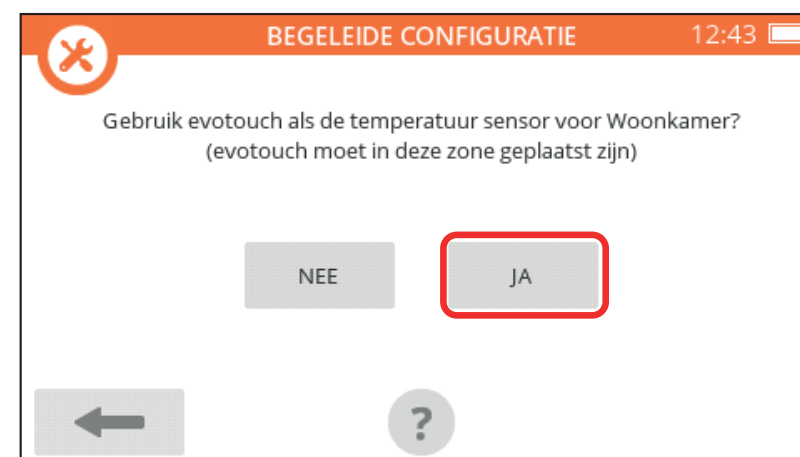 BEGELEIDE CONFIGURATIE 12:43
Gebruik evotouch als de temperatuur sensor voor Woonkamer?
(evotouch moet in deze zone geplaatst zijn)
NEE JA
?